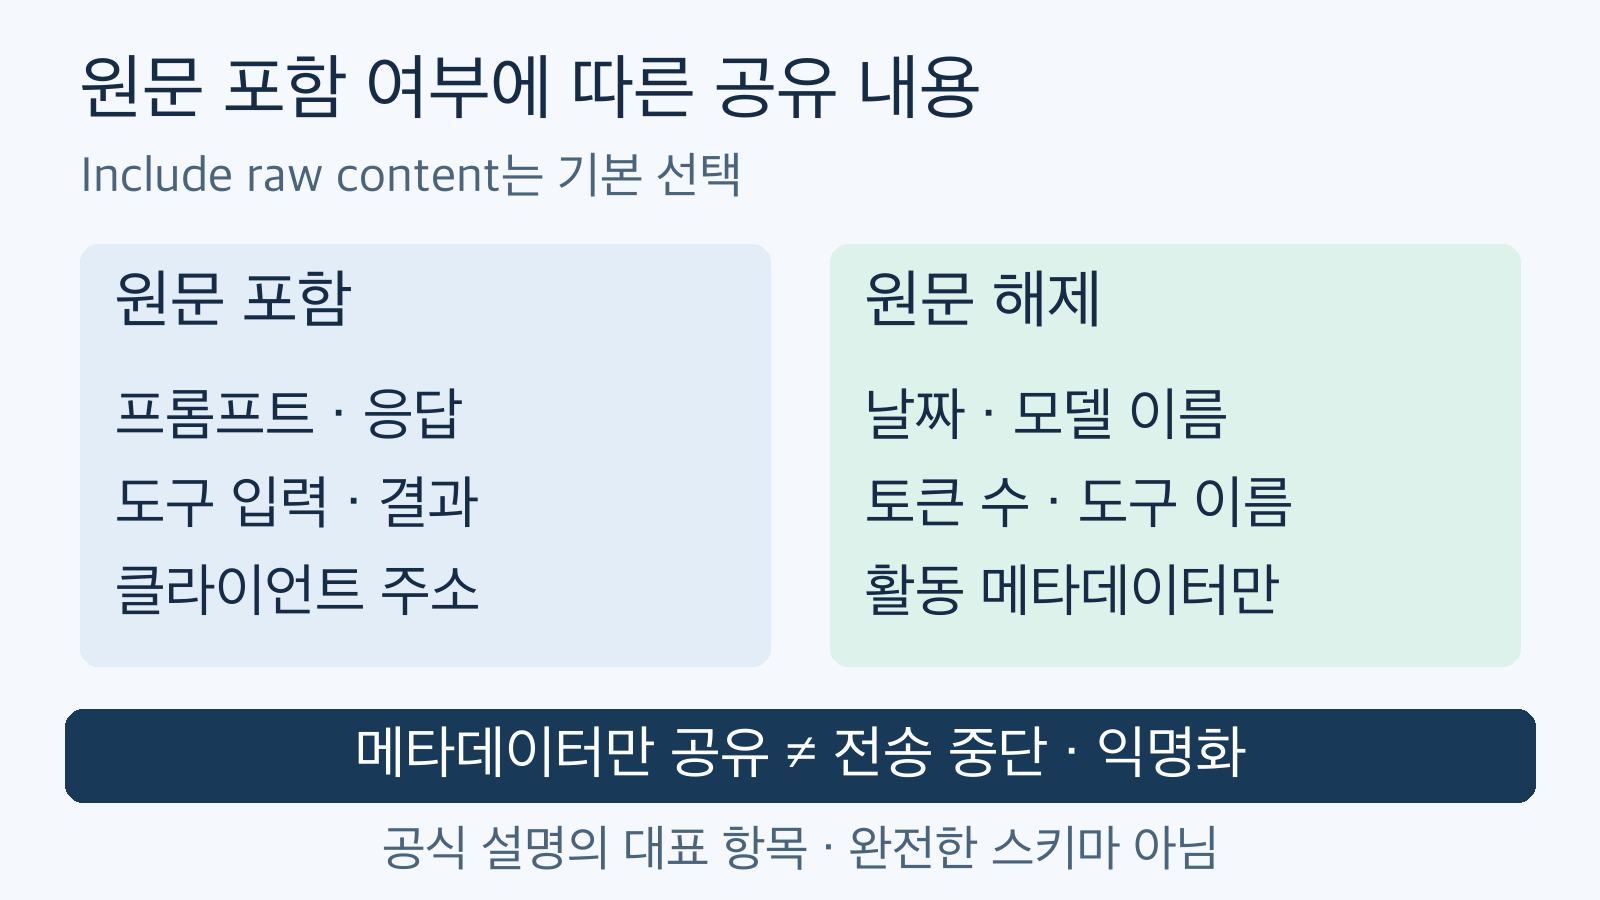 원문 포함 여부에 따른 공유 내용
Include raw content는 기본 선택
원문 포함
프롬프트 · 응답
도구 입력 · 결과
클라이언트 주소
원문 해제
날짜 · 모델 이름
토큰 수 · 도구 이름
활동 메타데이터만
메타데이터만 공유 ≠ 전송 중단 · 익명화
공식 설명의 대표 항목 · 완전한 스키마 아님